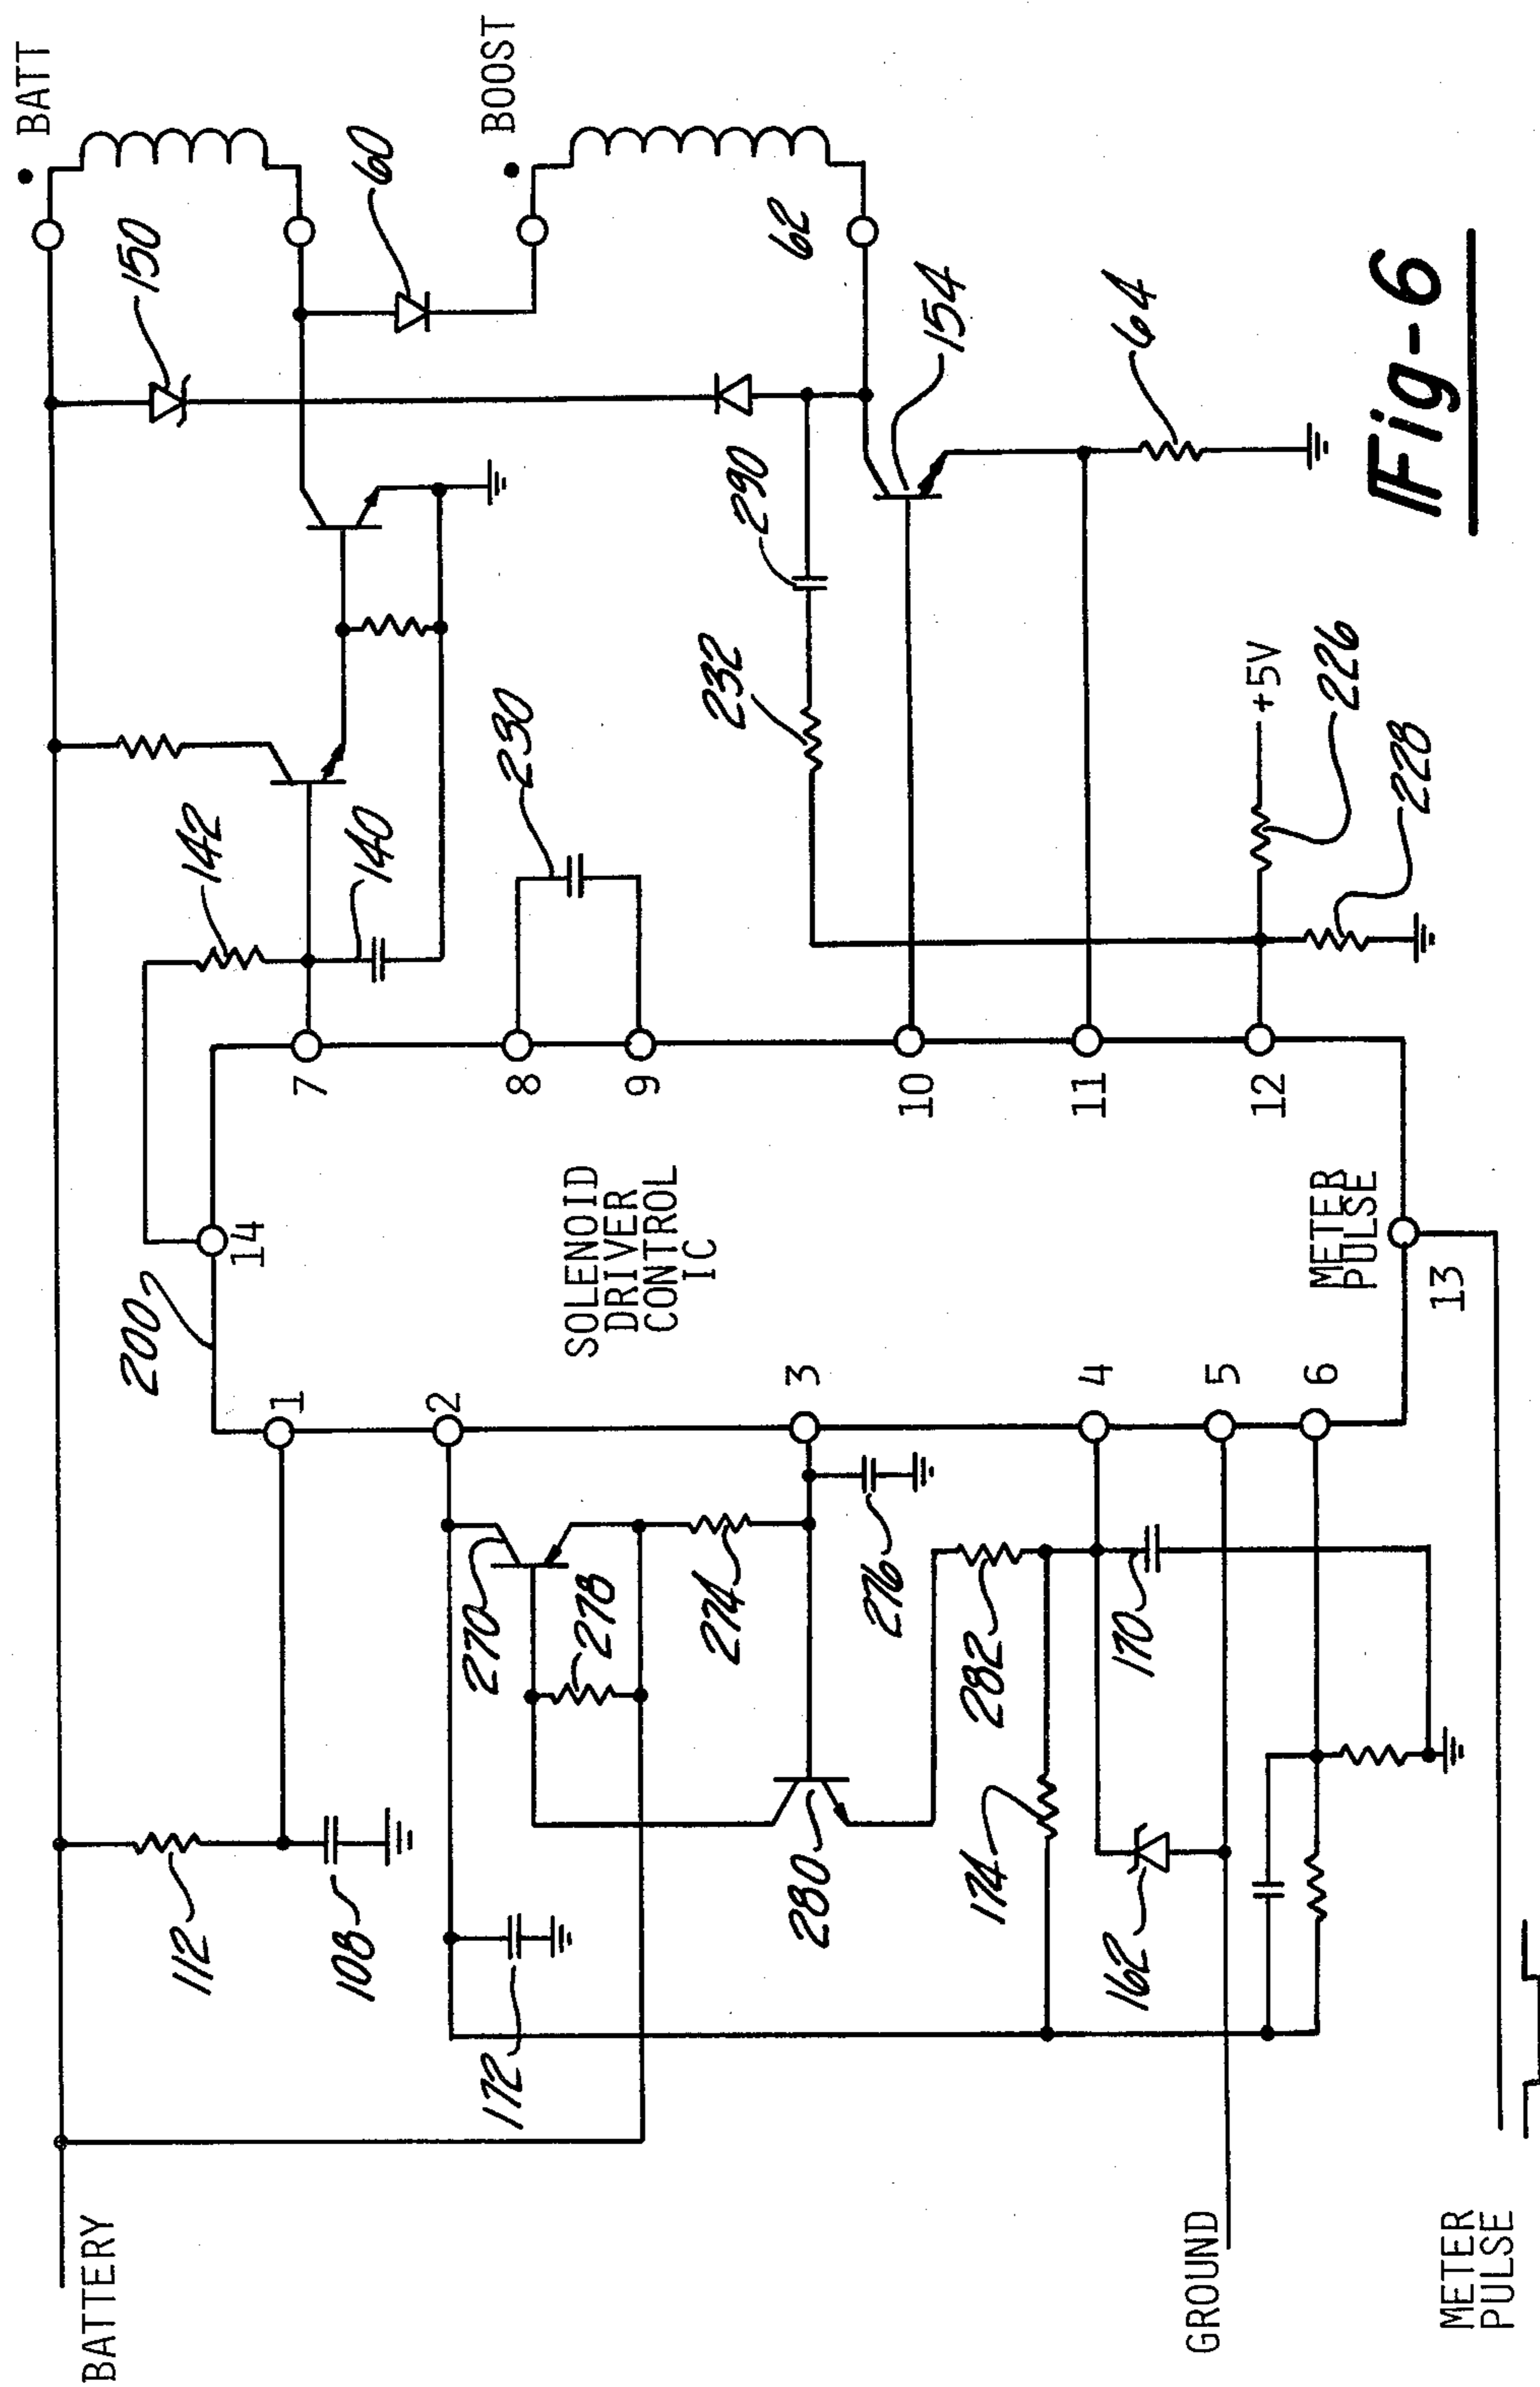 BATT
BATTERY
112
200
150
142
14
1
108
7
140
60
2
172
270
BOOST
8
230
278
SOLENOID
DRIVER
CONTROL
IC
9
274
232
290
62
280
3
276
10
154
282
174
4
11
64
170
162
GROUND
5
12
+5V
226
6
METER
PULSE
228
13
METER
PULSE
Fig-6